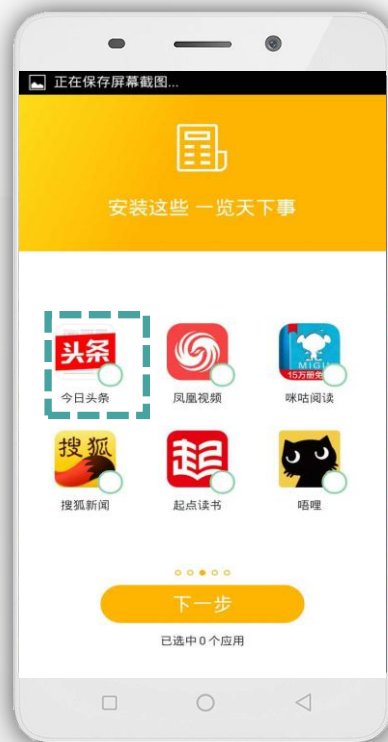 正在保存屏幕截图...
安装这些 一览天下事
头条
MIGU
15万册免
今日头条
凤凰视频
咪咕阅读
搜狐
起
搜狐新闻
起点读书
唔哩
下一步
已选中0个应用